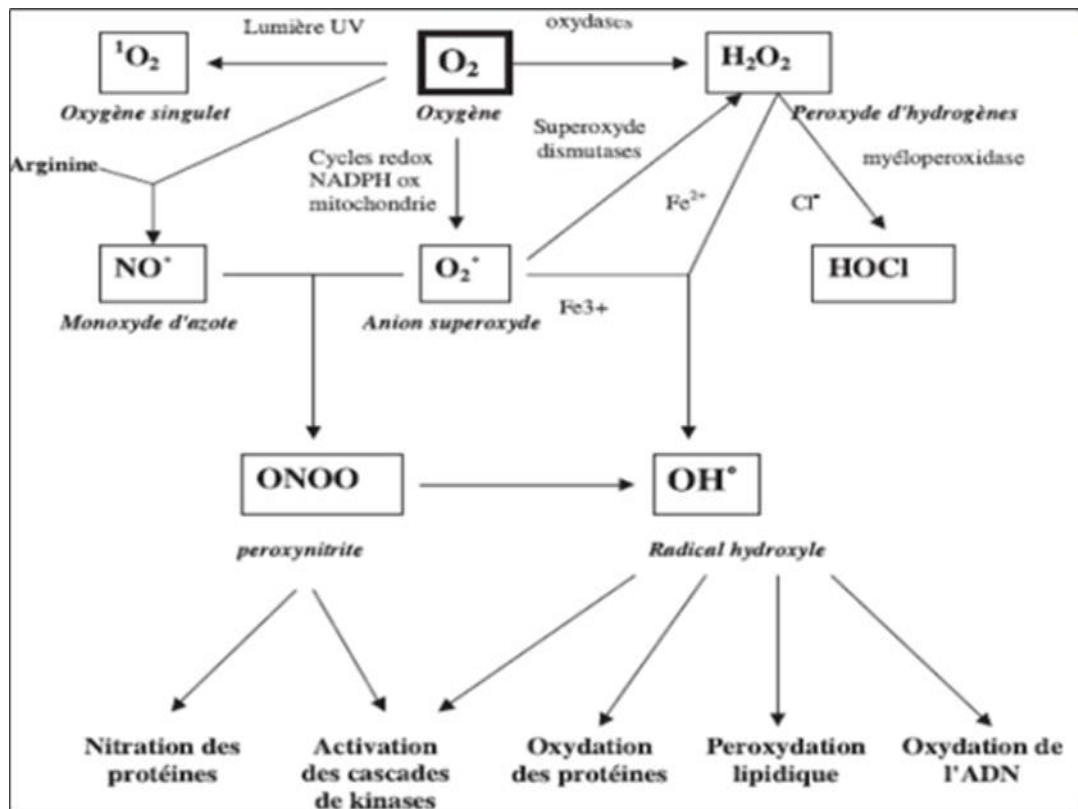 Lumière UV
oxydases
¹O₂
O₂
H₂O₂
Oxygène singulet
Oxygène
Peroxyde d'hydrogènes
Arginine
Cycles redox
NADPH ox
mitochondrie
Superoxyde
dismutases
myéloperoxidase
Fe²⁺
Cl⁻
NO°
O₂°
HOCl
Monoxyde d'azote
Anion superoxyde
Fe3+
ONOO
OH°
peroxynitrite
Radical hydroxyle
Nitration des
protéines
Activation
des cascades
de kinases
Oxydation
des protéines
Peroxydation
lipidique
Oxydation de
l'ADN